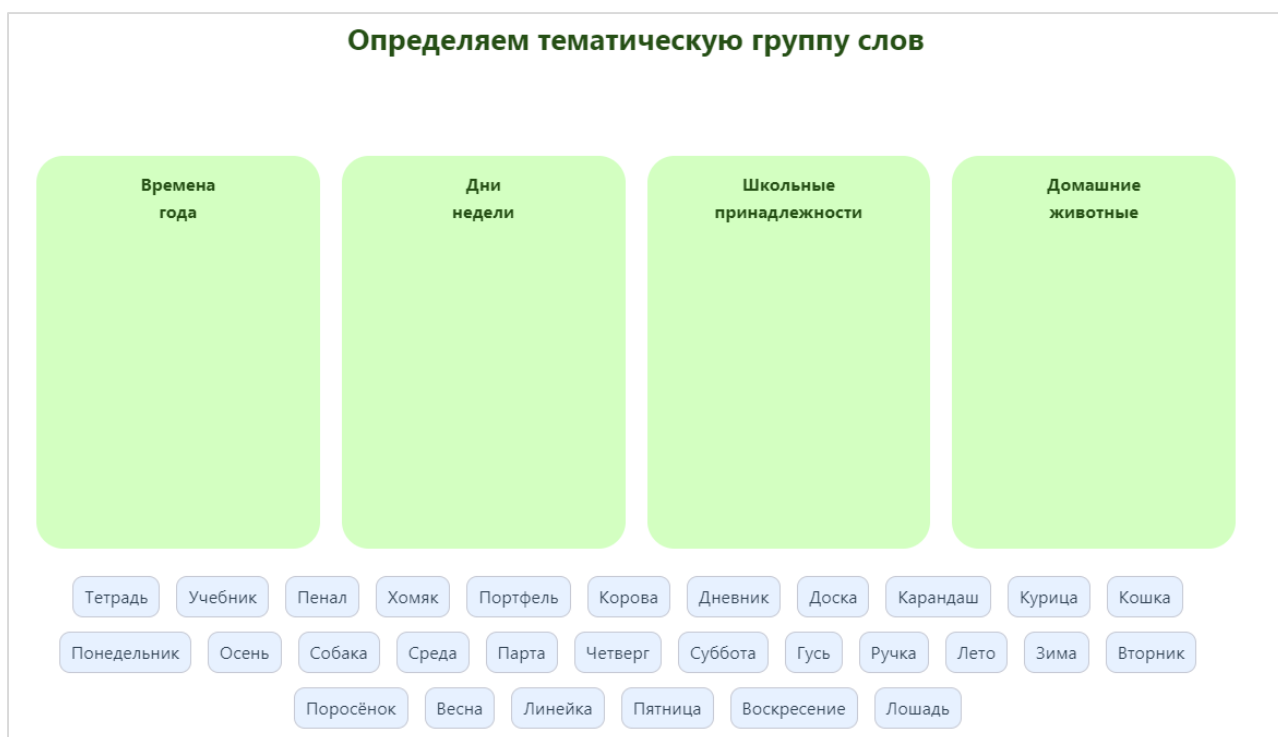 Определяем тематическую группу слов
Времена
года
Дни
недели
Школьные
принадлежности
Домашние
животные
Тетрадь Учебник Пенал Хомяк Портфель Корова Дневник Доска Карандаш Курица Кошка
Понедельник Осень Собака Среда Парта Четверг Суббота Гусь Ручка Лето Зима Вторник
Поросёнок Весна Линейка Пятница Воскресение Лошадь